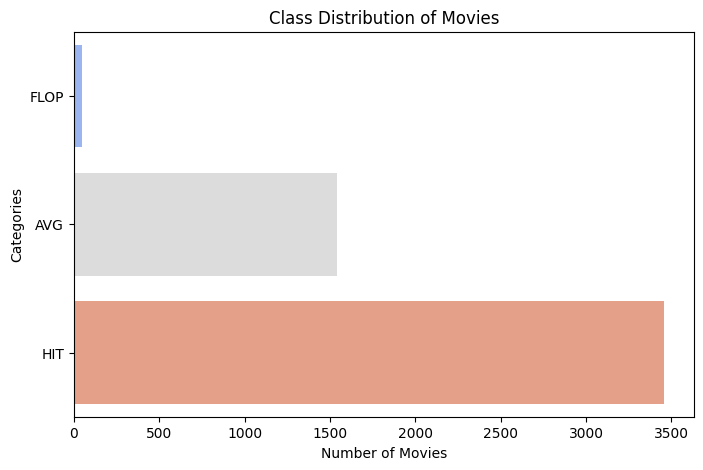 Class Distribution of Movies
FLOP
AVG
HIT
Categories
0 500 1000 1500 2000 2500 3000 3500
Number of Movies